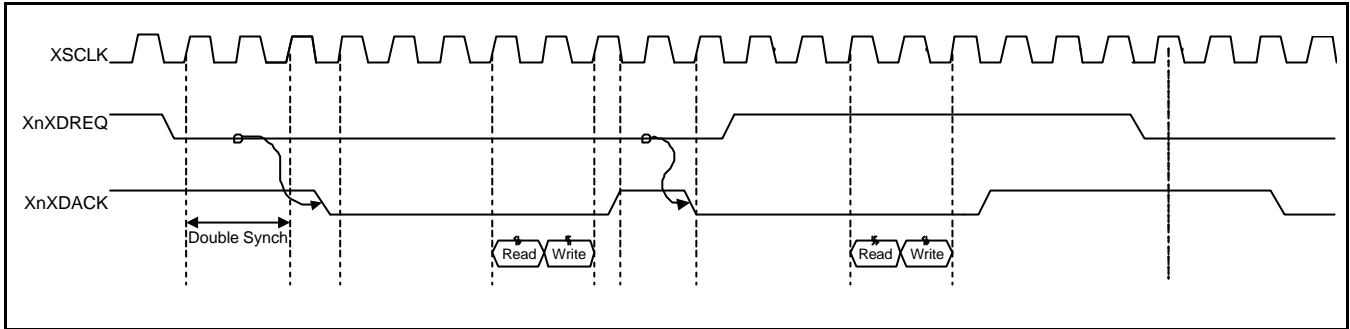 XSCLK
XnXDREQ
XnXDACK
Double Synch
Read Write Read Write